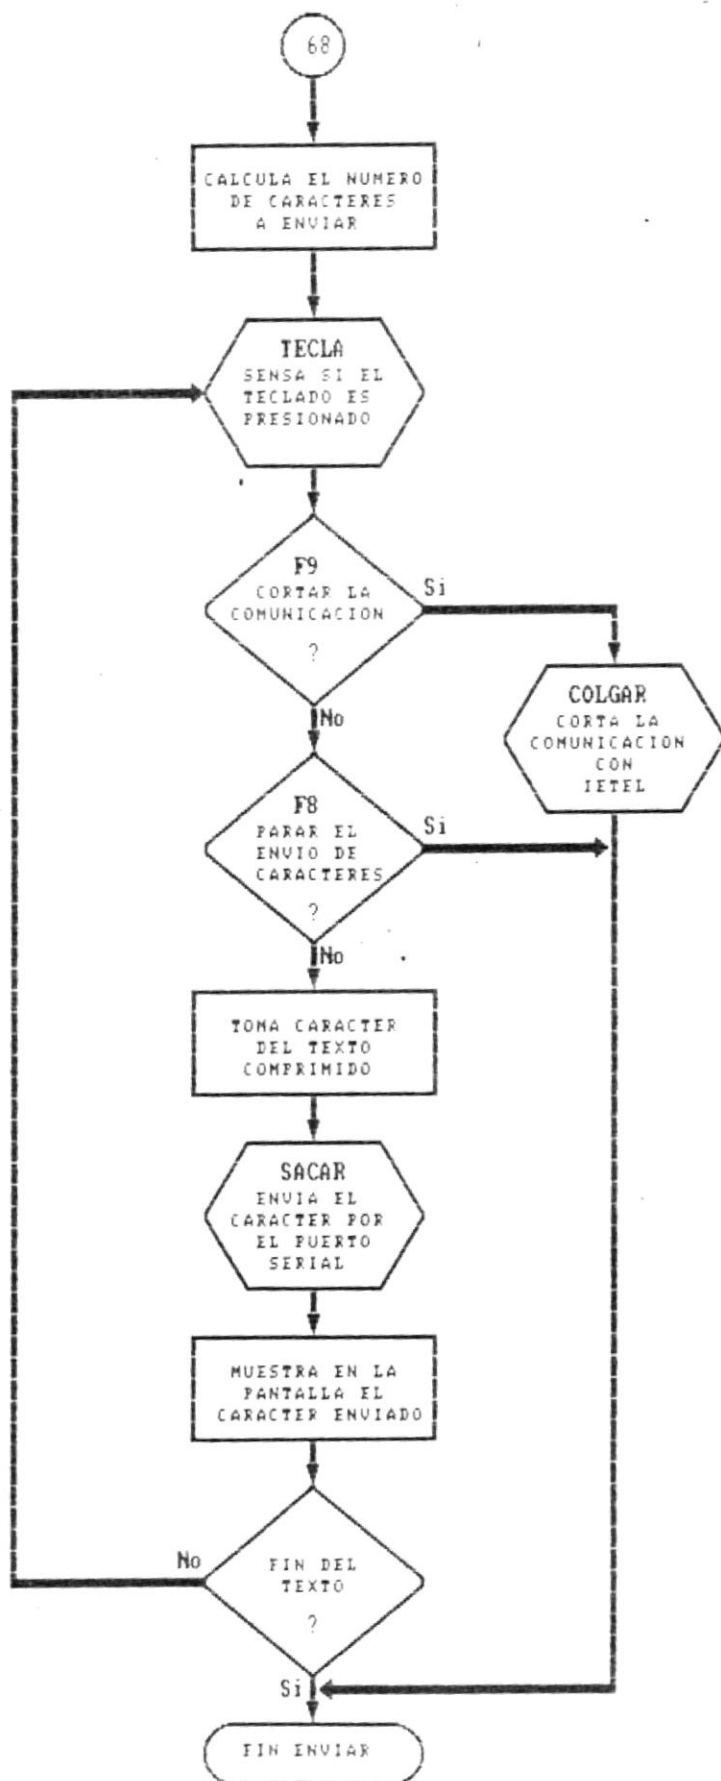 68
CALCULA EL NUMERO
DE CARACTERES
A ENVIAR
TECLA
SENSA SI EL
TECLADO ES
PRESIONADO
F9
CORTAR LA
COMUNICACION
?
Si
No
COLGAR
CORTA LA
COMUNICACION
CON
IETEL
F8
PARAR EL
ENVIO DE
CARACTERES
?
Si
No
TOMA CARACTER
DEL TEXTO
COMPRIMIDO
SACAR
ENVIA EL
CARACTER POR
EL PUERTO
SERIAL
MUESTRA EN LA
PANTALLA EL
CARACTER ENVIADO
No
FIN DEL
TEXTO
?
Si
FIN ENVIAR